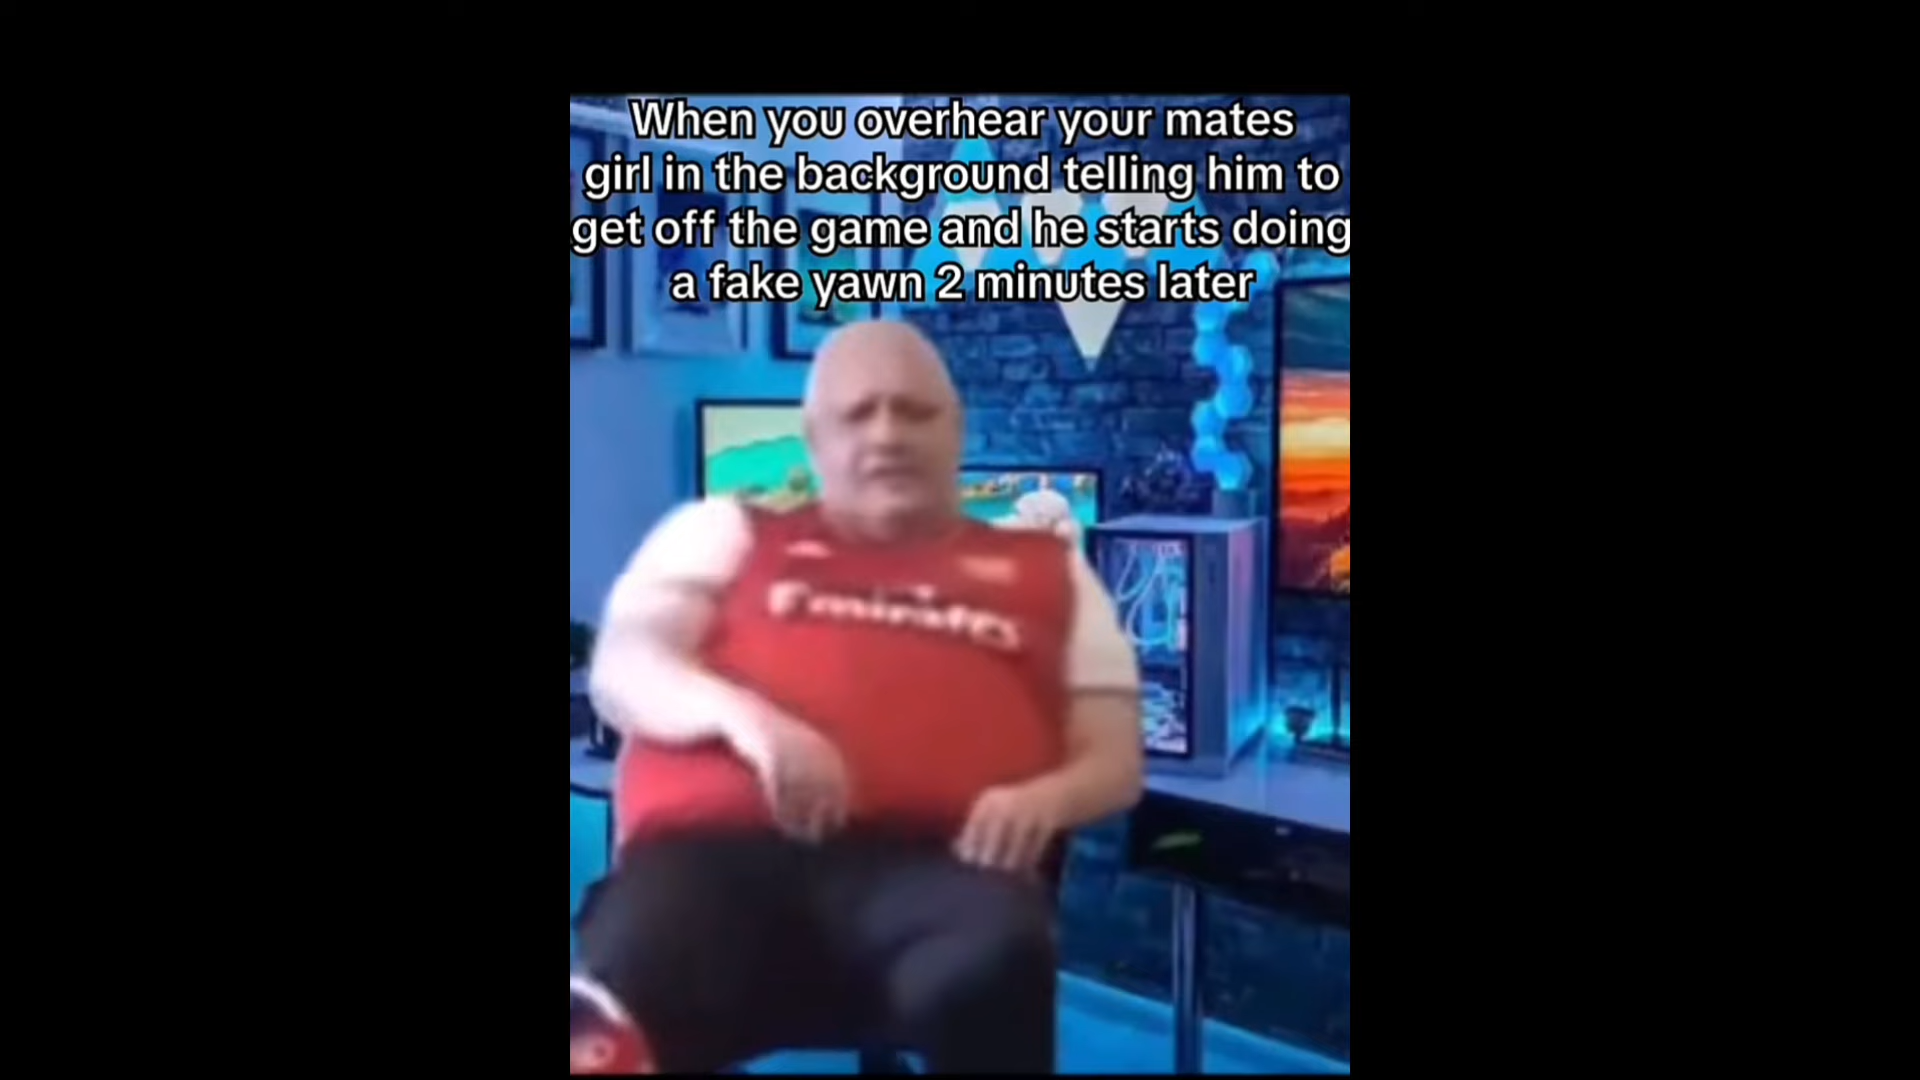 When you overhear your mates
girl in the background telling him to
get off the game and he starts doing
a fake yawn 2 minutes later
Emirates